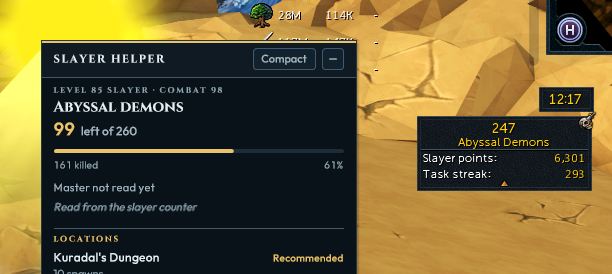 28M 114K -
-
-
SLAYER HELPER Compact −
LEVEL 85 SLAYER · COMBAT 98
ABYSSAL DEMONS
99 left of 260
161 killed 61%
Master not read yet
Read from the slayer counter
LOCATIONS
Kuradal's Dungeon Recommended
10 spawns
H
12:17
247
Abyssal Demons
Slayer points: 6,301
Task streak: 293